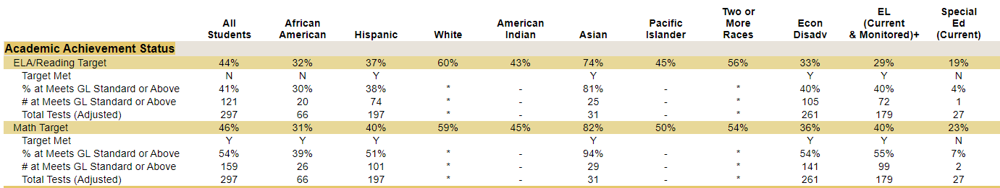 All Students African American Hispanic White American Indian Asian Pacific Islander Two or More Races Econ Disadv EL (Current & Monitored)+ Special Ed (Current)
Academic Achievement Status
ELA/Reading Target 44% 32% 37% 60% 43% 74% 45% 56% 33% 29% 19%
Target Met N N Y Y Y Y N
% at Meets GL Standard or Above 41% 30% 38% * - 81% - * 40% 40% 4%
# at Meets GL Standard or Above 121 20 74 * - 25 - * 105 72 1
Total Tests (Adjusted) 297 66 197 * - 31 - * 261 179 27
Math Target 46% 31% 40% 59% 45% 82% 50% 54% 36% 40% 23%
Target Met Y Y Y Y Y Y N
% at Meets GL Standard or Above 54% 39% 51% * - 94% - * 54% 55% 7%
# at Meets GL Standard or Above 159 26 101 * - 29 - * 141 99 2
Total Tests (Adjusted) 297 66 197 * - 31 - * 261 179 27